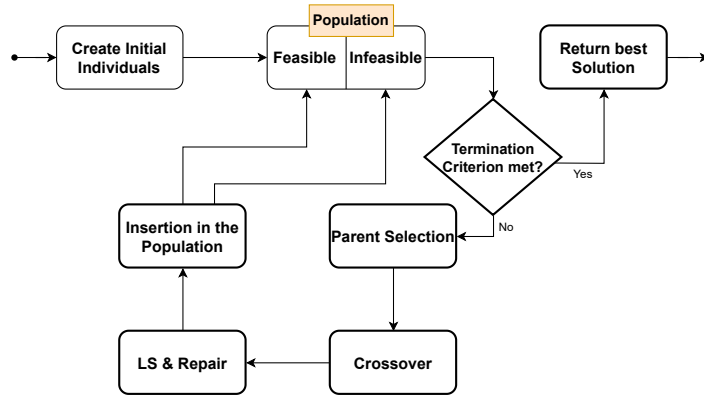 Population
Create Initial
Individuals
Feasible
Infeasible
Return best
Solution
Termination
Criterion met?
Yes
No
Insertion in the
Population
Parent Selection
LS & Repair
Crossover